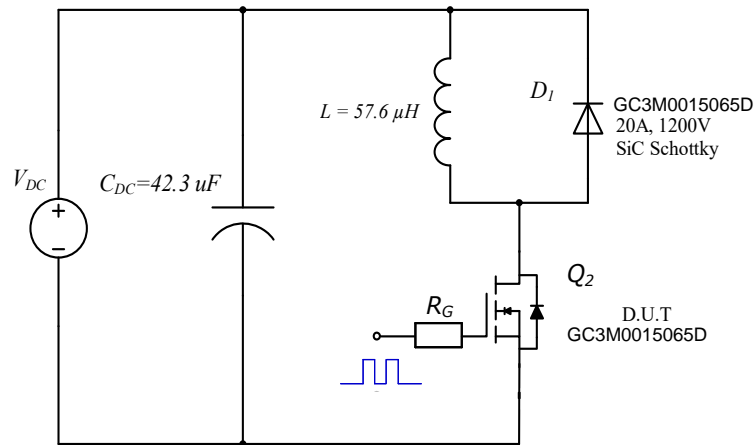 D1
GC3M0015065D
20A, 1200V
SiC Schottky
L = 57.6 µH
VDC
CDC=42.3 uF
+
−
Q2
RG
D.U.T
GC3M0015065D